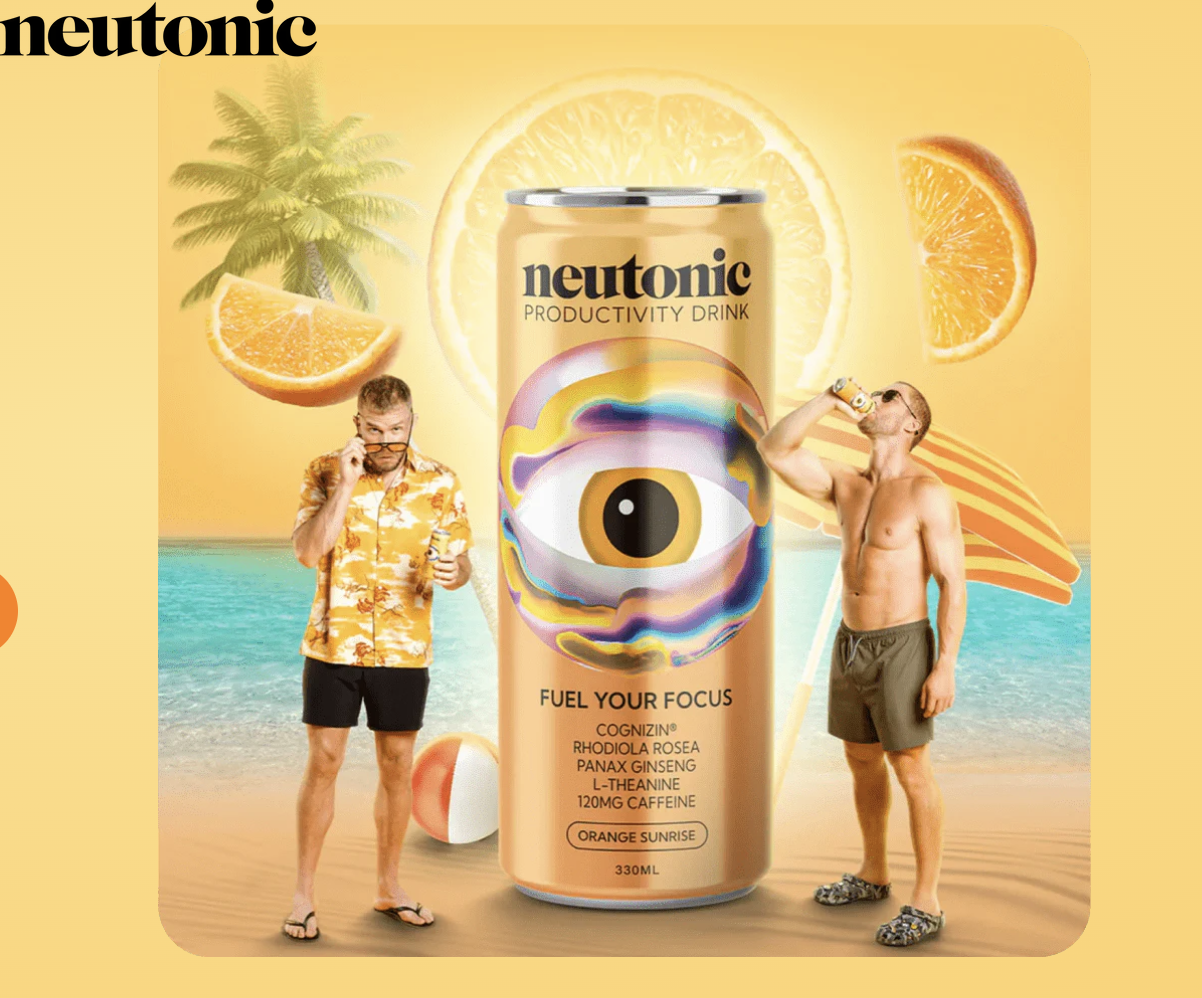 neutonic
neutonic
PRODUCTIVITY DRINK
FUEL YOUR FOCUS
COGNIZIN®
RHODIOLA ROSEA
PANAX GINSENG
L-THEANINE
120MG CAFFEINE
ORANGE SUNRISE
330ML